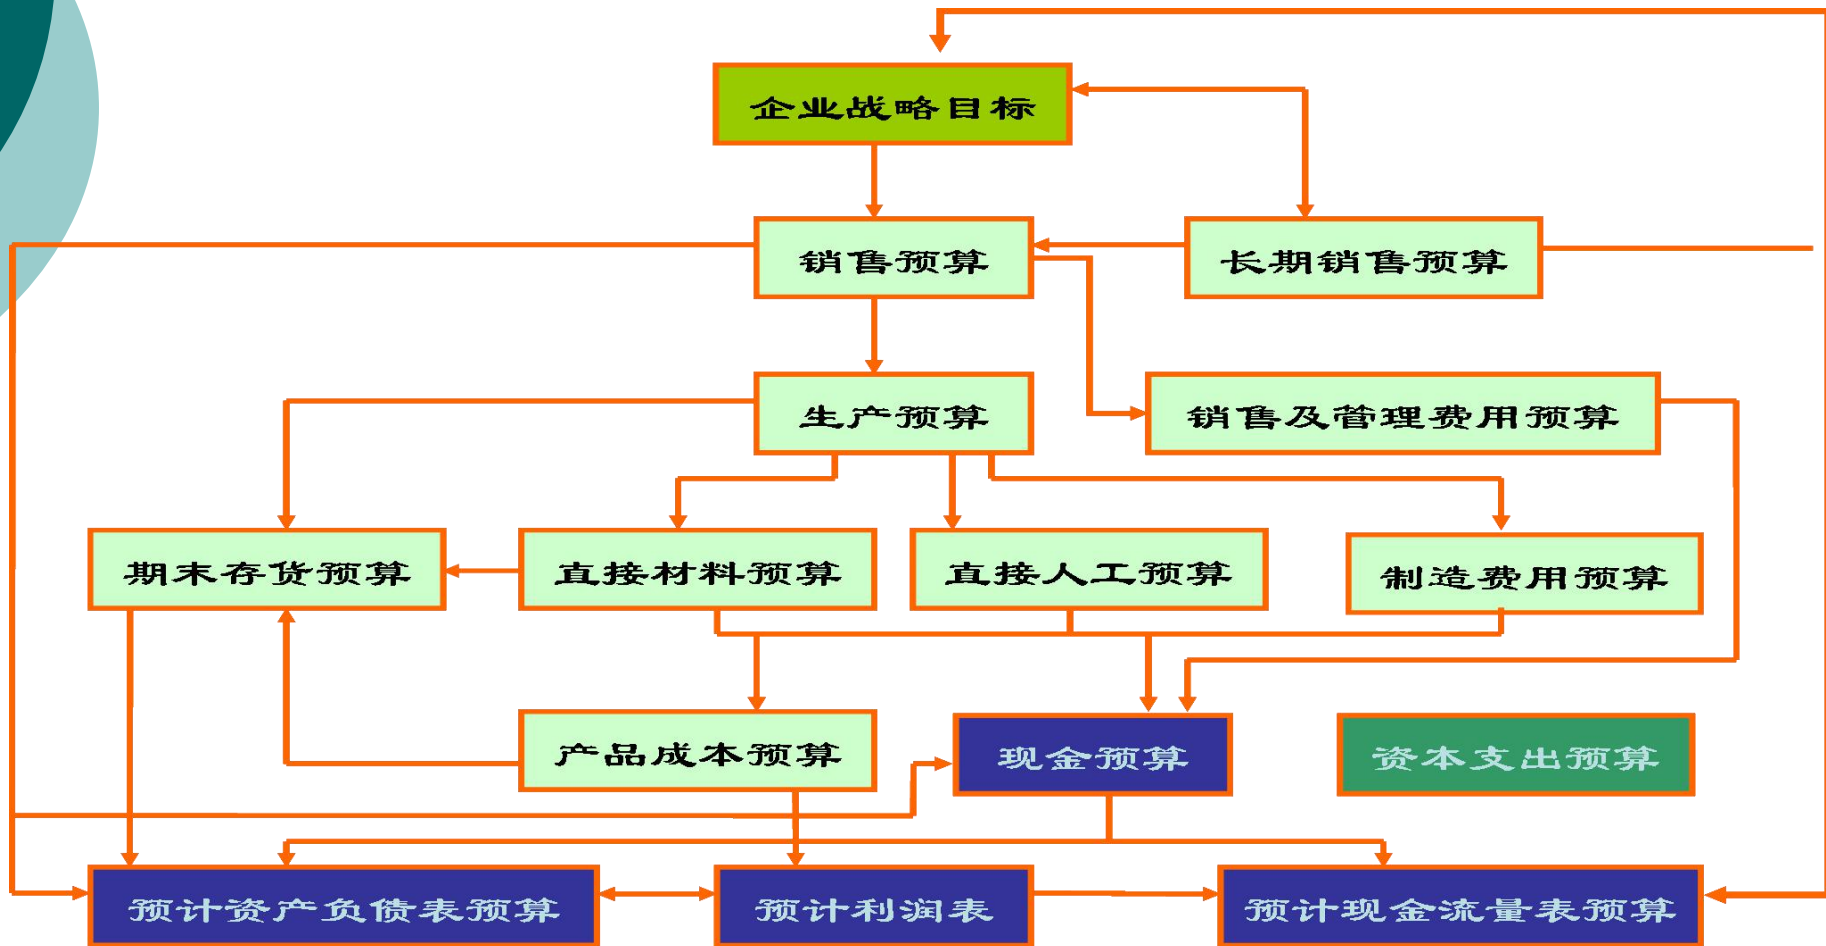 企业战略目标
销售预算
长期销售预算
生产预算
销售及管理费用预算
期末存货预算
直接材料预算
直接人工预算
制造费用预算
产品成本预算
现金预算
资本支出预算
预计资产负债表预算
预计利润表
预计现金流量表预算